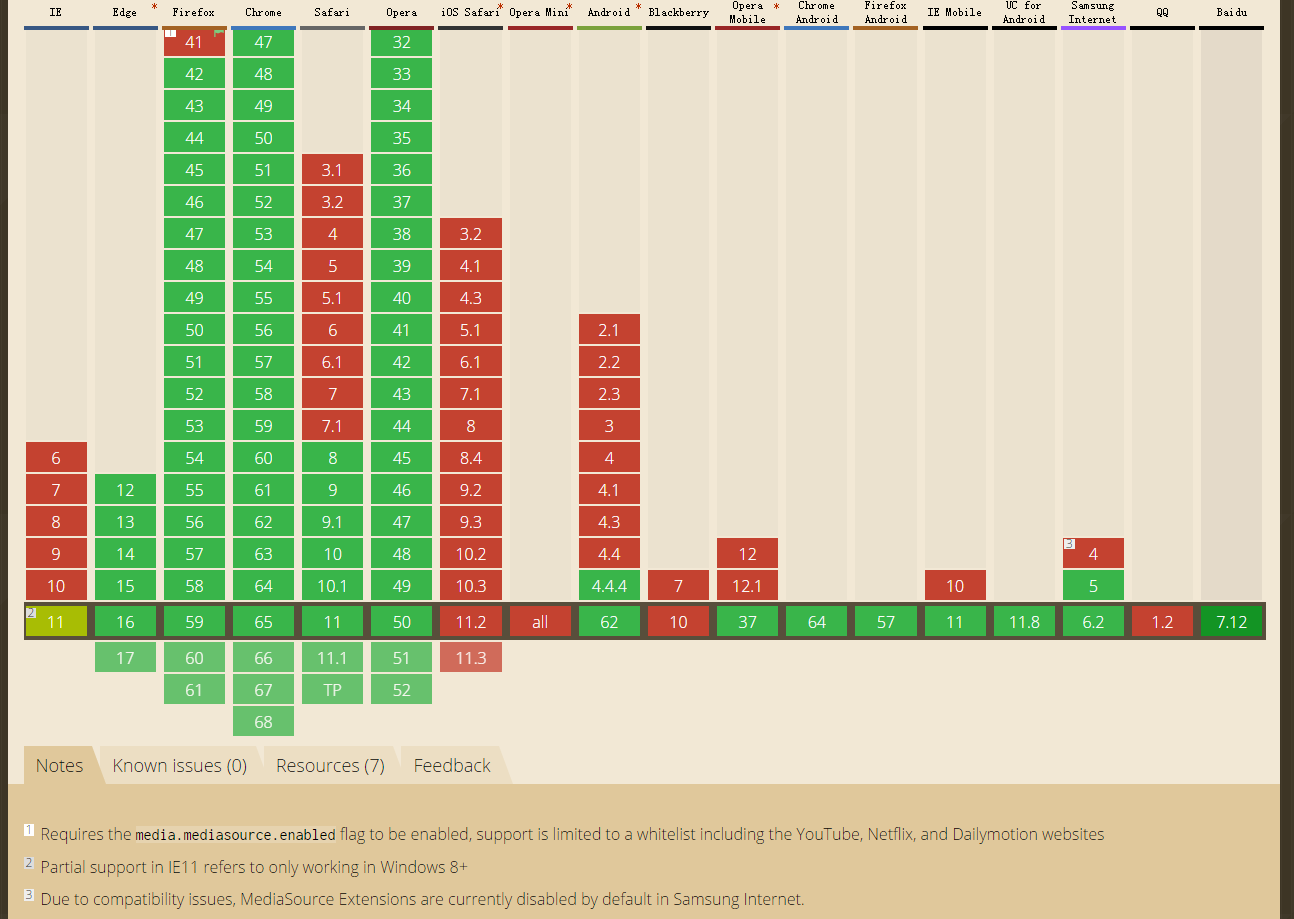 IE Edge * Firefox Chrome Safari Opera iOS Safari * Opera Mini * Android * Blackberry Opera Mobile * Chrome Android Firefox Android IE Mobile UC for Android Samsung Internet QQ Baidu
1 41 47 32
42 48 33
43 49 34
44 50 35
45 51 3.1 36
46 52 3.2 37
47 53 4 38 3.2
48 54 5 39 4.1
49 55 5.1 40 4.3
50 56 6 41 5.1 2.1
51 57 6.1 42 6.1 2.2
52 58 7 43 7.1 2.3
53 59 7.1 44 8 3
6 54 60 8 45 8.4 4
7 12 55 61 9 46 9.2 4.1
8 13 56 62 9.1 47 9.3 4.3
9 14 57 63 10 48 10.2 4.4 12 3 4
10 15 58 64 10.1 49 10.3 4.4.4 7 12.1 10 5
2 11 16 59 65 11 50 11.2 all 62 10 37 64 57 11 11.8 6.2 1.2 7.12
17 60 66 11.1 51 11.3
61 67 TP 52
68
Notes Known issues (0) Resources (7) Feedback
1 Requires the media.mediasource.enabled flag to be enabled, support is limited to a whitelist including the YouTube, Netflix, and Dailymotion websites
2 Partial support in IE11 refers to only working in Windows 8+
3 Due to compatibility issues, MediaSource Extensions are currently disabled by default in Samsung Internet.